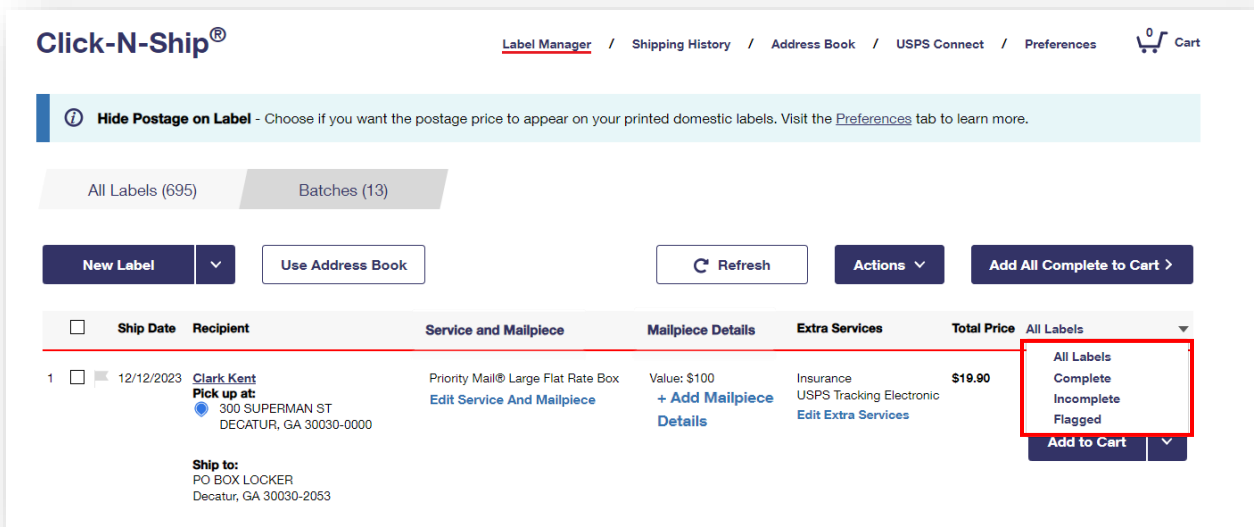 Click-N-Ship®
Label Manager / Shipping History / Address Book / USPS Connect / Preferences 0 Cart
Hide Postage on Label - Choose if you want the postage price to appear on your printed domestic labels. Visit the Preferences tab to learn more.
All Labels (695) Batches (13)
New Label Use Address Book Refresh Actions Add All Complete to Cart >
Ship Date Recipient Service and Mailpiece Mailpiece Details Extra Services Total Price All Labels
All Labels
Complete
Incomplete
Flagged
1 12/12/2023 Clark Kent Priority Mail® Large Flat Rate Box Value: $100 Insurance $19.90
Pick up at: Edit Service And Mailpiece + Add Mailpiece USPS Tracking Electronic
300 SUPERMAN ST Details Edit Extra Services
DECATUR, GA 30030-0000
Add to Cart
Ship to:
PO BOX LOCKER
Decatur, GA 30030-2053